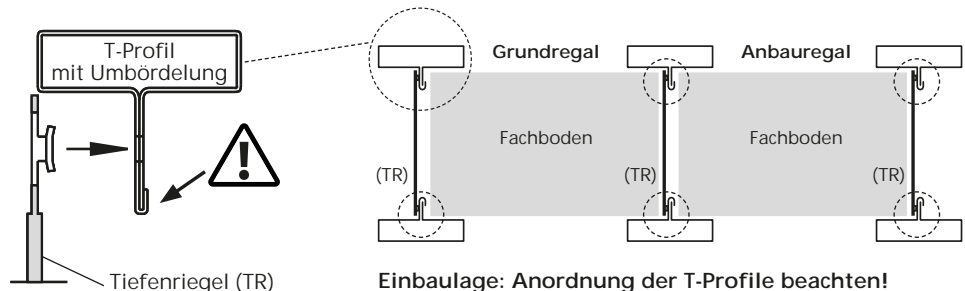 T-Profil
mit Umbördelung
Tiefenriegel (TR)
Grundregal
Anbauregal
Fachboden
Fachboden
(TR)
(TR)
(TR)
Einbaulage: Anordnung der T-Profile beachten!